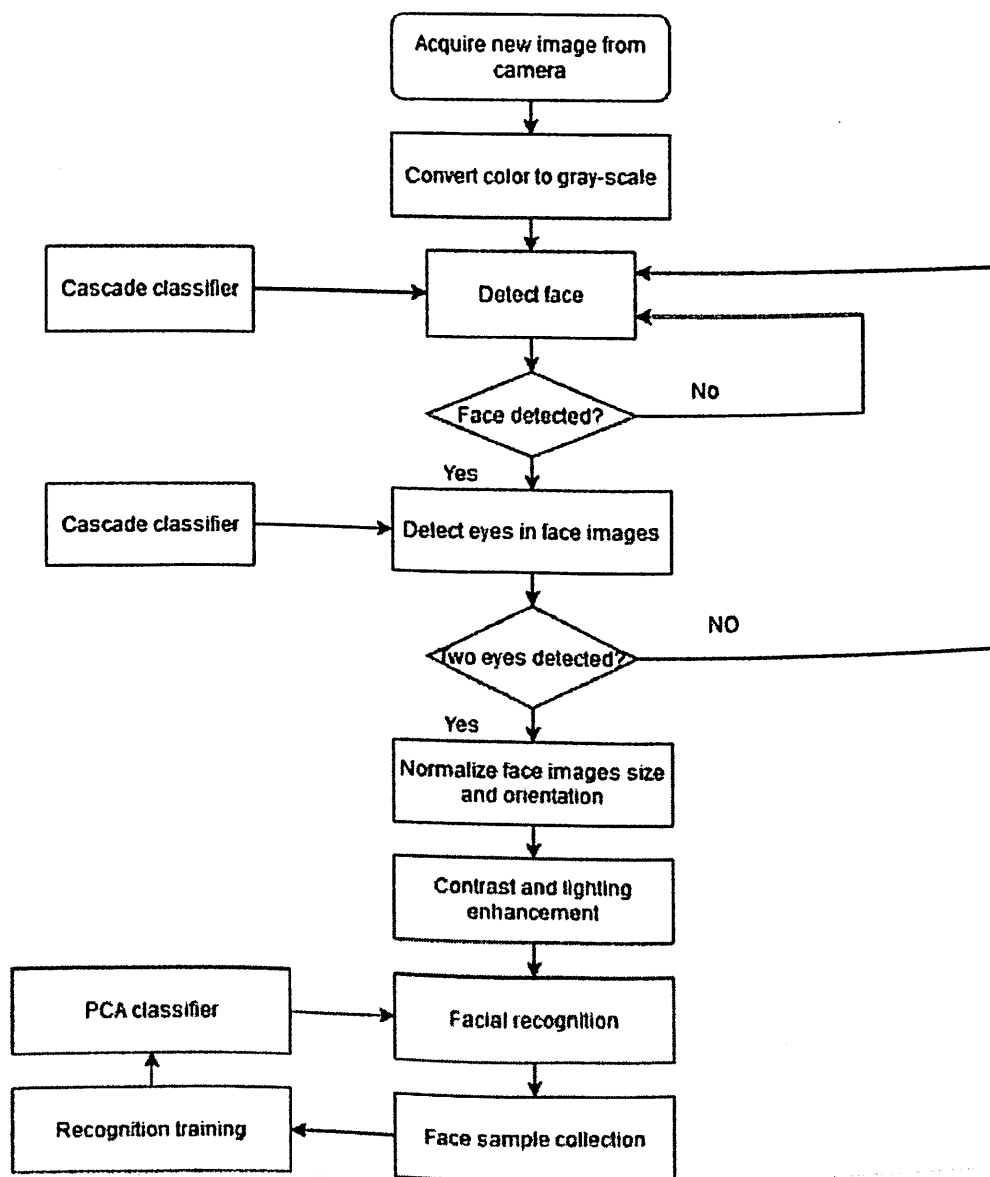 Acquire new image from
camera
Convert color to gray-scale
Cascade classifier
Detect face
No
Face detected?
Yes
Cascade classifier
Detect eyes in face images
NO
Two eyes detected?
Yes
Normalize face images size
and orientation
Contrast and lighting
enhancement
PCA classifier
Facial recognition
Recognition training
Face sample collection